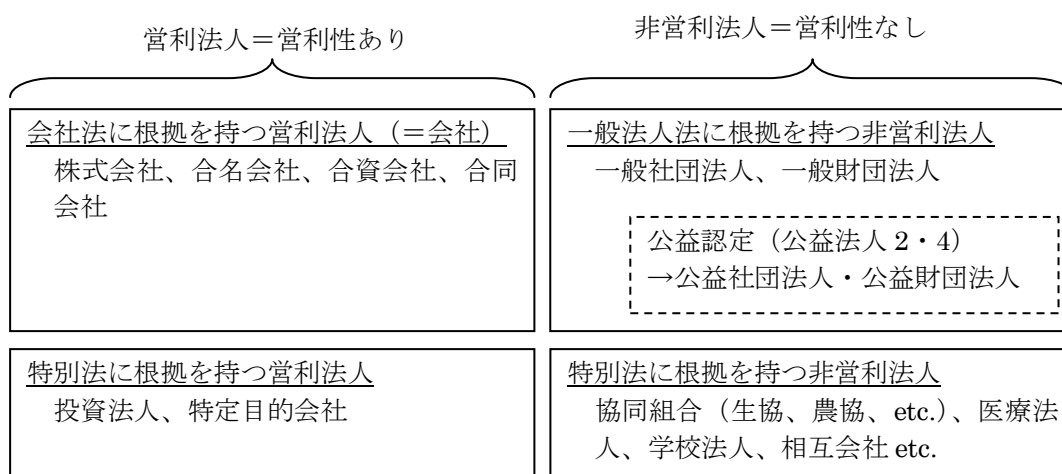 営利法人＝営利性あり
非営利法人＝営利性なし
会社法に根拠を持つ営利法人（＝会社）
株式会社、合名会社、合資会社、合同
会社
一般法人法に根拠を持つ非営利法人
一般社団法人、一般財団法人
公益認定（公益法人 2・4）
→公益社団法人・公益財団法人
特別法に根拠を持つ営利法人
投資法人、特定目的会社
特別法に根拠を持つ非営利法人
協同組合（生協、農協、etc.）、医療法
人、学校法人、相互会社 etc.